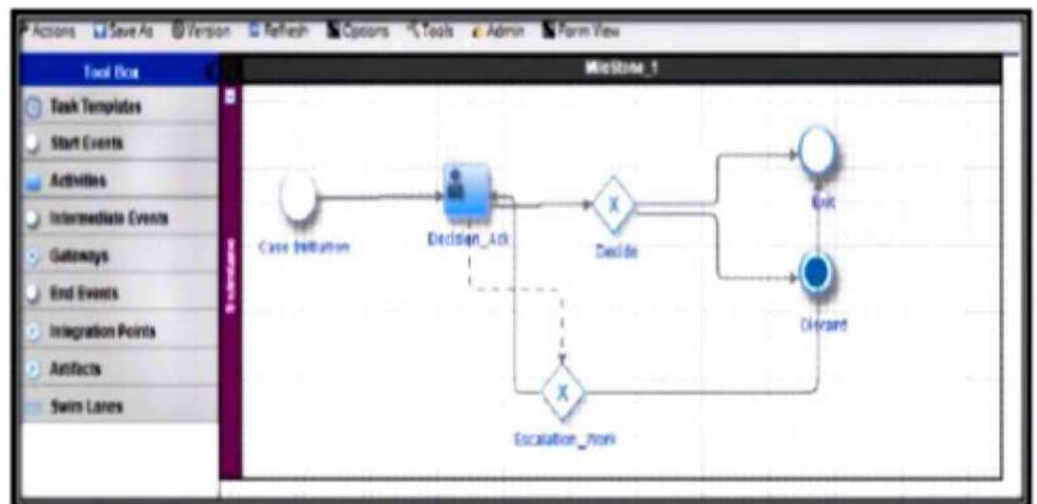 Actions Save As Version Refresh Options Tools Admin Form View
Tool Box
MileStone_1
Task Templates
Start Events
Activities
Intermediate Events
Gateways
End Events
Integration Points
Artifacts
Swim Lanes
Case Initiation
Decision_Ack
Decide
Exit
Discard
Escalation_Work